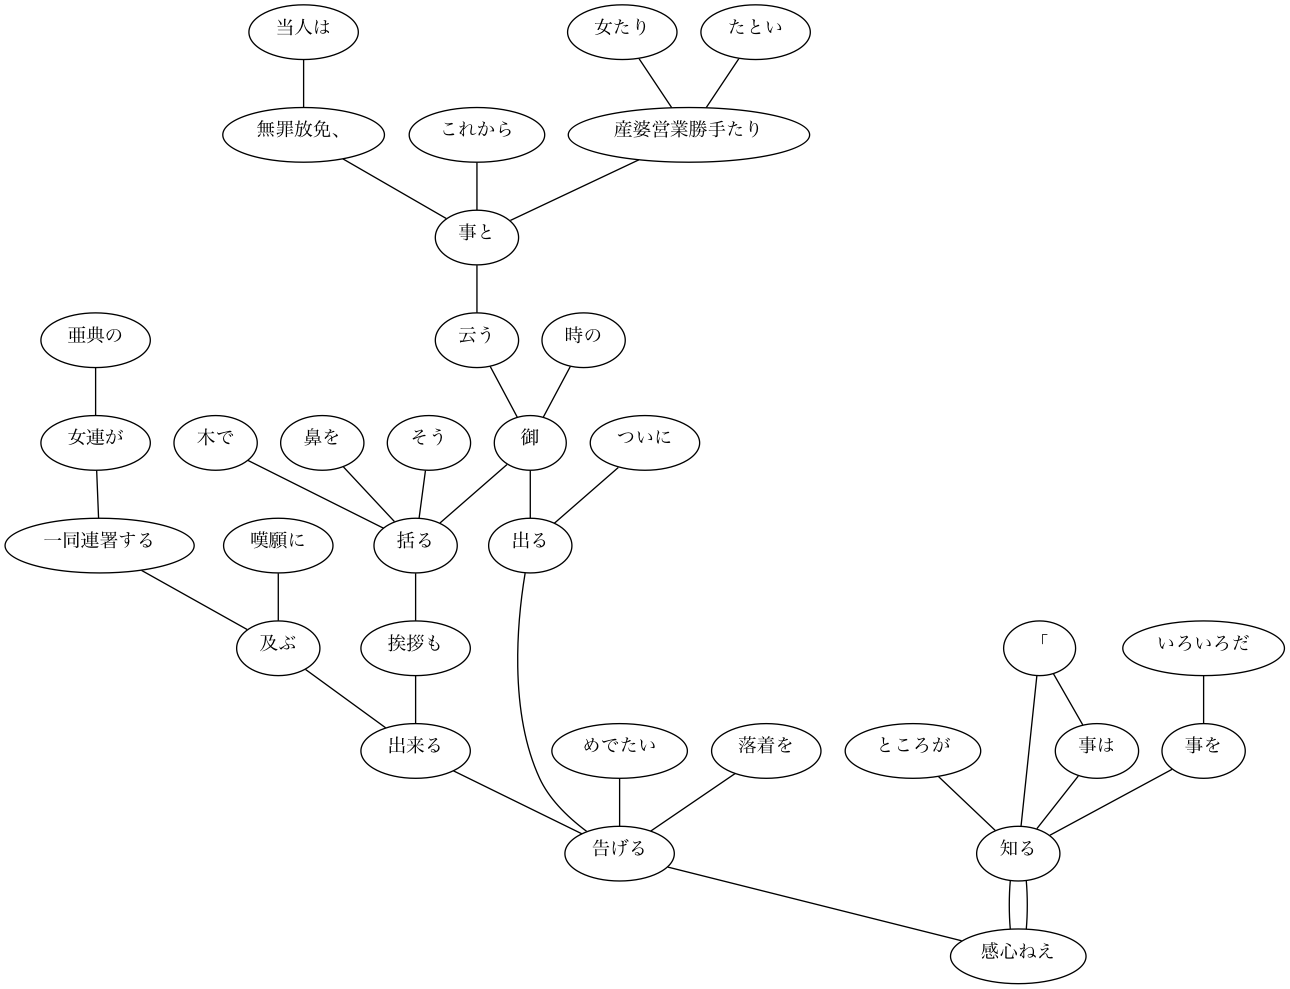 当人は
女たり
たとい
無罪放免、
これから
産婆営業勝手たり
事と
亜典の
云う
時の
女連が
木で
鼻を
そう
御
ついに
一同連署する
嘆願に
括る
出る
及ぶ
挨拶も
「
いろいろだ
出来る
めでたい
落着を
ところが
事は
事を
告げる
知る
感心ねえ